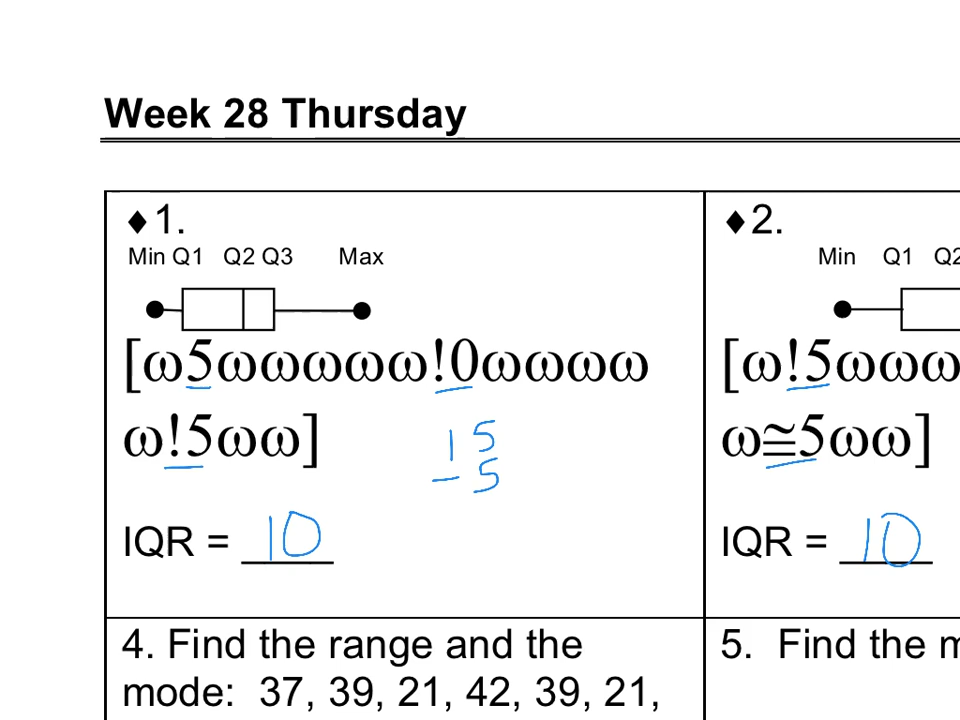 Week 28 Thursday
♦1.
Min Q1 Q2 Q3 Max
[ω5ωωωωω!0ωωωω
ω!5ωω]
15
- 5
IQR = 10
♦2.
Min Q1 Q2
[ω!5ωωω
ω≅5ωω]
IQR = 10
4. Find the range and the
mode: 37, 39, 21, 42, 39, 21,
5. Find the m